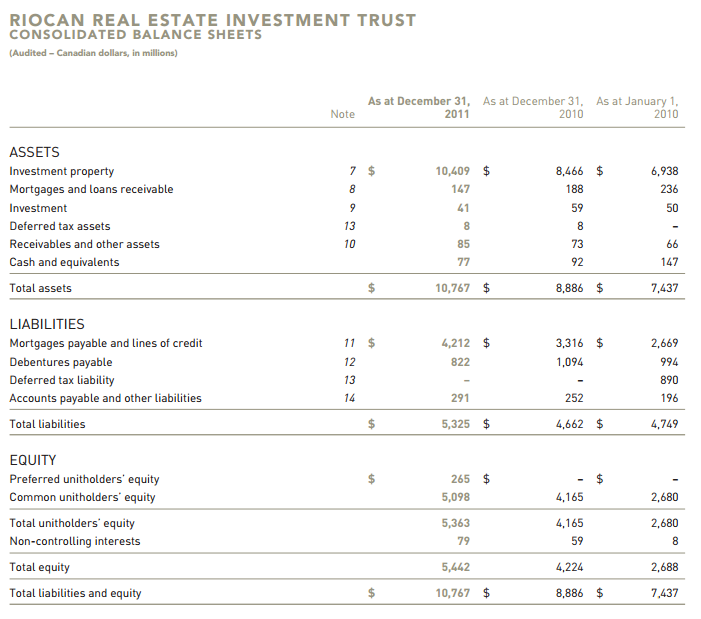 RIOCAN REAL ESTATE INVESTMENT TRUST
CONSOLIDATED BALANCE SHEETS
(Audited – Canadian dollars, in millions)
As at December 31, As at December 31, As at January 1,
Note 2011 2010 2010
ASSETS
Investment property 7 $ 10,409 $ 8,466 $ 6,938
Mortgages and loans receivable 8 147 188 236
Investment 9 41 59 50
Deferred tax assets 13 8 8 –
Receivables and other assets 10 85 73 66
Cash and equivalents 77 92 147
Total assets $ 10,767 $ 8,886 $ 7,437
LIABILITIES
Mortgages payable and lines of credit 11 $ 4,212 $ 3,316 $ 2,669
Debentures payable 12 822 1,094 994
Deferred tax liability 13 – – 890
Accounts payable and other liabilities 14 291 252 196
Total liabilities $ 5,325 $ 4,662 $ 4,749
EQUITY
Preferred unitholders' equity $ 265 $ – $ –
Common unitholders' equity 5,098 4,165 2,680
Total unitholders' equity 5,363 4,165 2,680
Non-controlling interests 79 59 8
Total equity 5,442 4,224 2,688
Total liabilities and equity $ 10,767 $ 8,886 $ 7,437